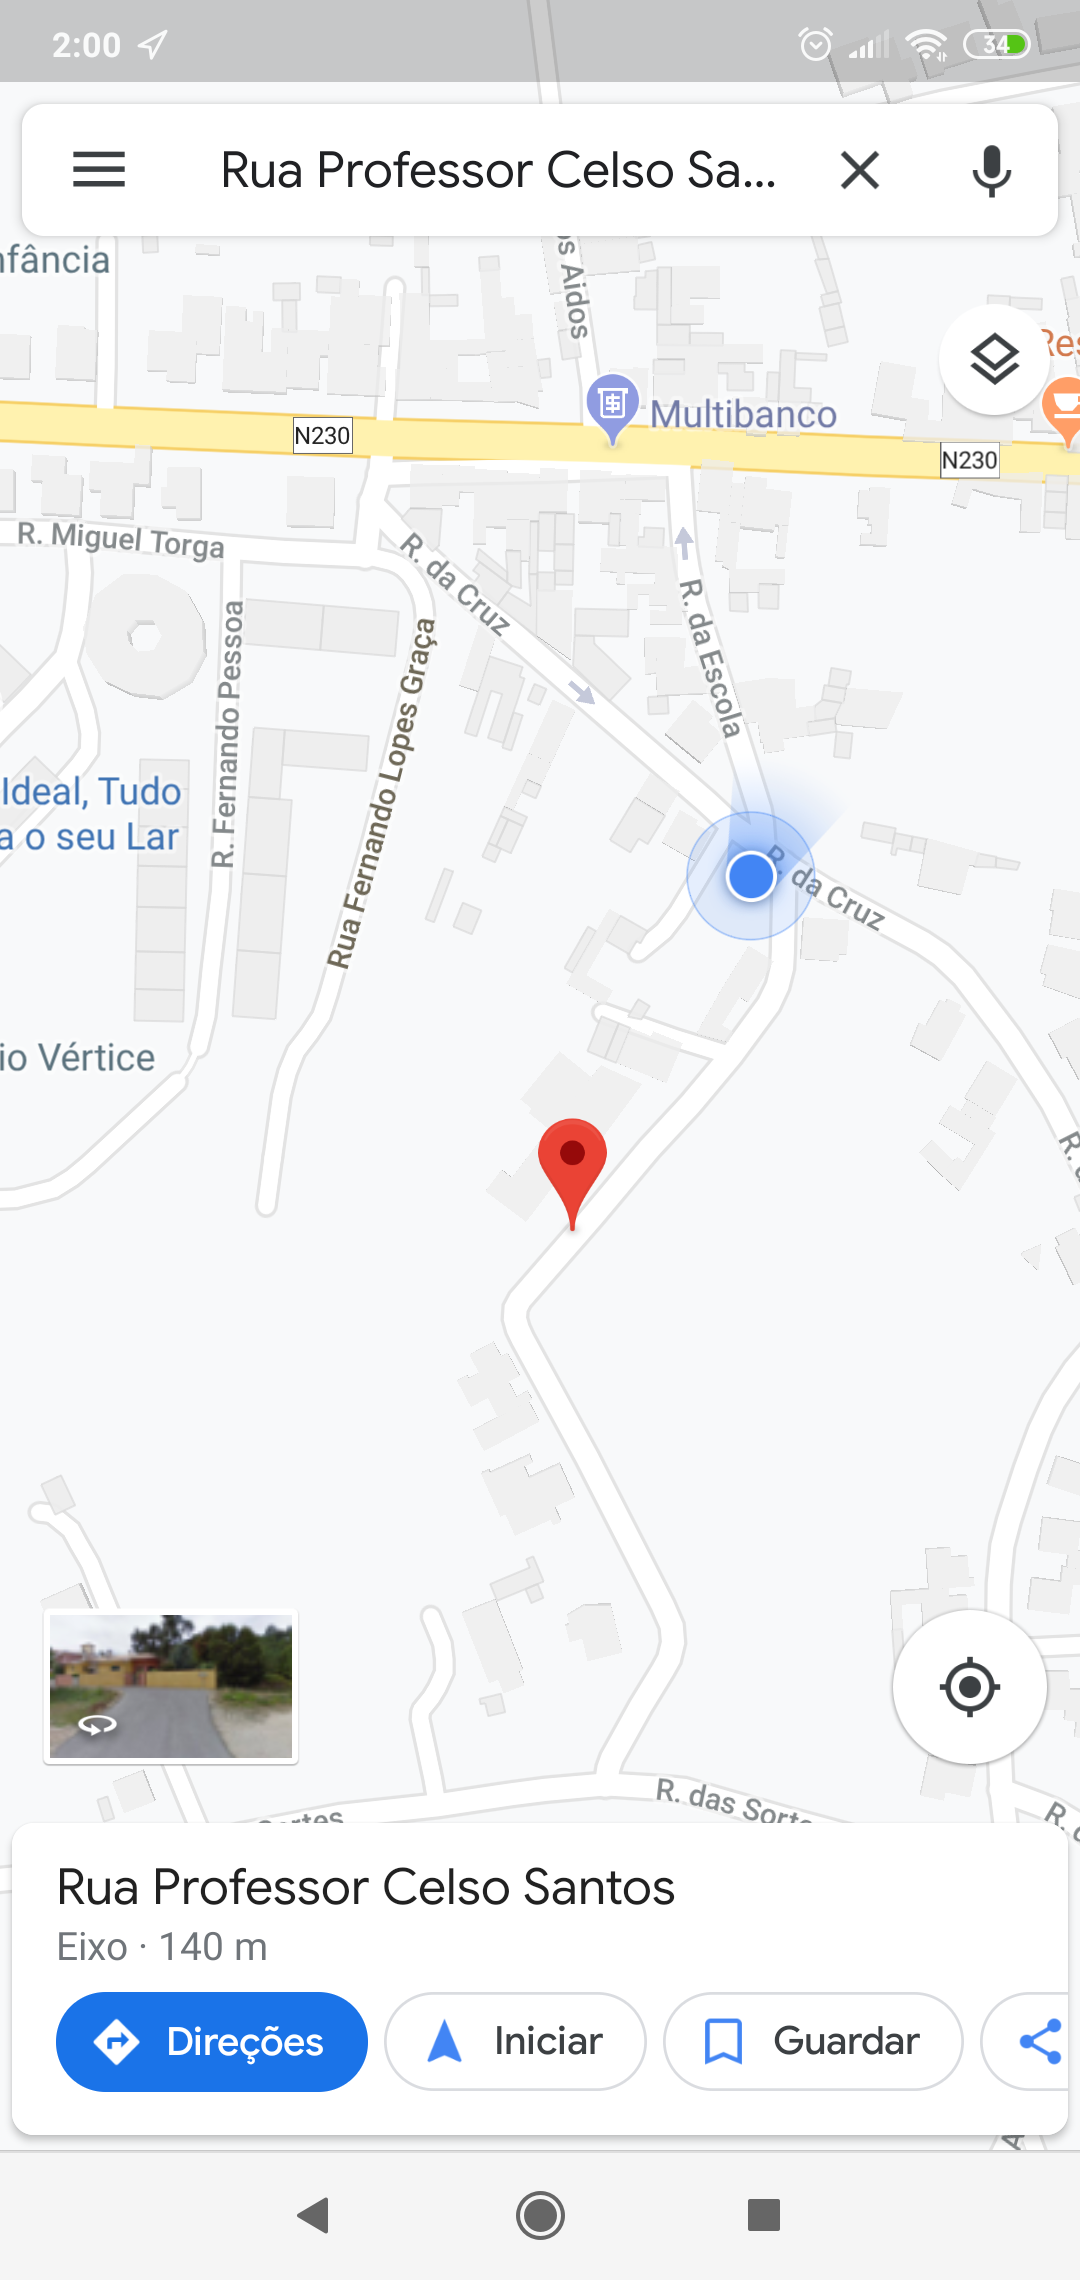 2:00
34
Rua Professor Celso Sa...
nfância
os Aidos
Res
Multibanco
N230
N230
R. Miguel Torga
R. da Cruz
R. da Escola
R. Fernando Pessoa
Rua Fernando Lopes Graça
Ideal, Tudo
a o seu Lar
R. da Cruz
io Vértice
R.
R. das Sorte
ortes
R.
Rua Professor Celso Santos
Eixo · 140 m
Direções
Iniciar
Guardar